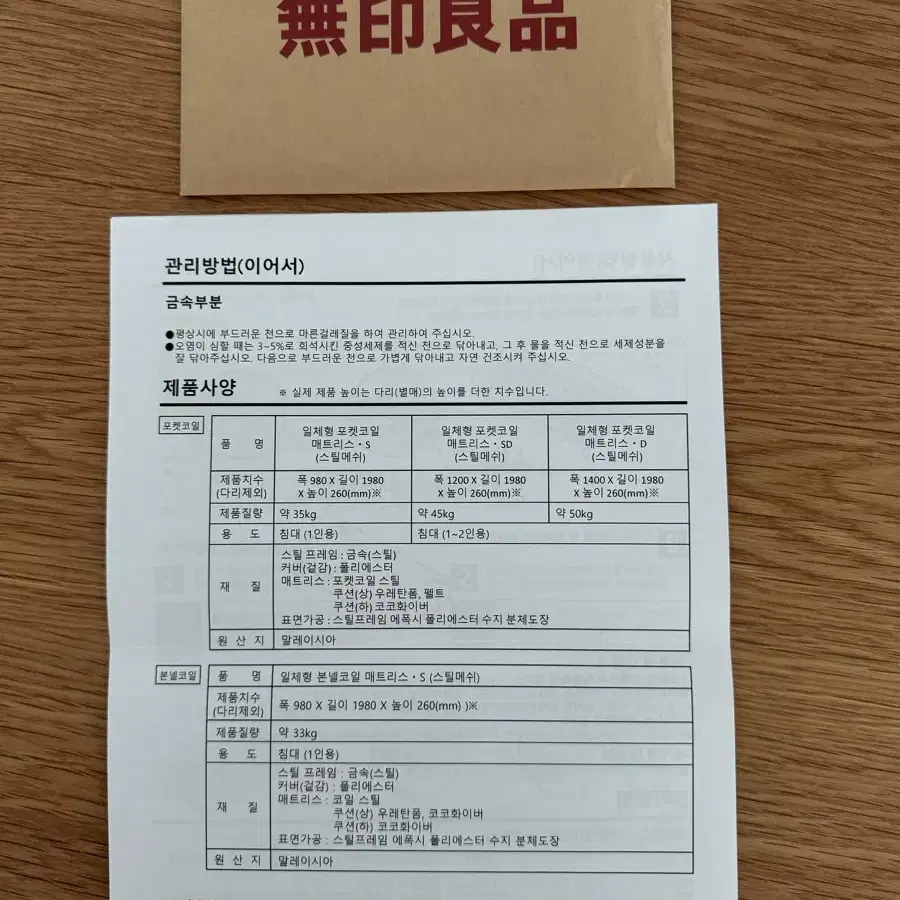 無印良品
관리방법(이어서)
금속부분
●평상시에 부드러운 천으로 마른걸레질을 하여 관리하여 주십시오.
●오염이 심할 때는 3~5%로 희석시킨 중성세제를 적신 천으로 닦아내고, 그 후 물을 적신 천으로 세제성분을
잘 닦아주십시오. 다음으로 부드러운 천으로 가볍게 닦아내고 자연 건조시켜 주십시오.
제품사양 ※ 실제 제품 높이는 다리(별매)의 높이를 더한 치수입니다.
포켓코일
품 명
일체형 포켓코일
매트리스・S
(스틸메쉬)
일체형 포켓코일
매트리스・SD
(스틸메쉬)
일체형 포켓코일
매트리스・D
(스틸메쉬)
제품치수
(다리제외)
폭 980 X 길이 1980
X 높이 260(mm)※
폭 1200 X 길이 1980
X 높이 260(mm)※
폭 1400 X 길이 1980
X 높이 260(mm)※
제품질량 약 35kg 약 45kg 약 50kg
용 도 침대 (1인용) 침대 (1~2인용)
재 질
스틸 프레임 : 금속(스틸)
커버(겉감) : 폴리에스터
매트리스 : 포켓코일 스틸
쿠션(상) 우레탄폼, 펠트
쿠션(하) 코코화이버
표면가공 : 스틸프레임 에폭시 폴리에스터 수지 분체도장
원 산 지 말레이시아
본넬코일
품 명 일체형 본넬코일 매트리스・S (스틸메쉬)
제품치수
(다리제외)
폭 980 X 길이 1980 X 높이 260(mm) )※
제품질량 약 33kg
용 도 침대 (1인용)
재 질
스틸 프레임 : 금속(스틸)
커버(겉감) : 폴리에스터
매트리스 : 코일 스틸
쿠션(상) 우레탄폼, 코코화이버
쿠션(하) 코코화이버
표면가공 : 스틸프레임 에폭시 폴리에스터 수지 분체도장
원 산 지 말레이시아